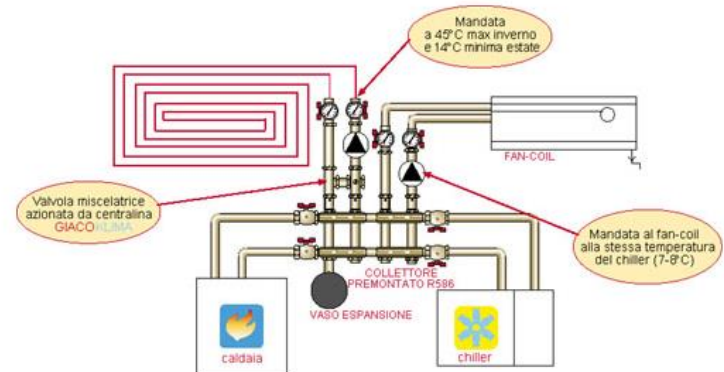 Mandata
a 45°C max inverno
e 14°C minima estate
FAN-COIL
Valvola miscelatrice
azionata da centralina
GIACOKLIMA
Mandata al fan-coil
alla stessa temperatura
del chiller (7-8°C)
COLLETTORE
PREMONTATO R586
VASO ESPANSIONE
caldaia
chiller